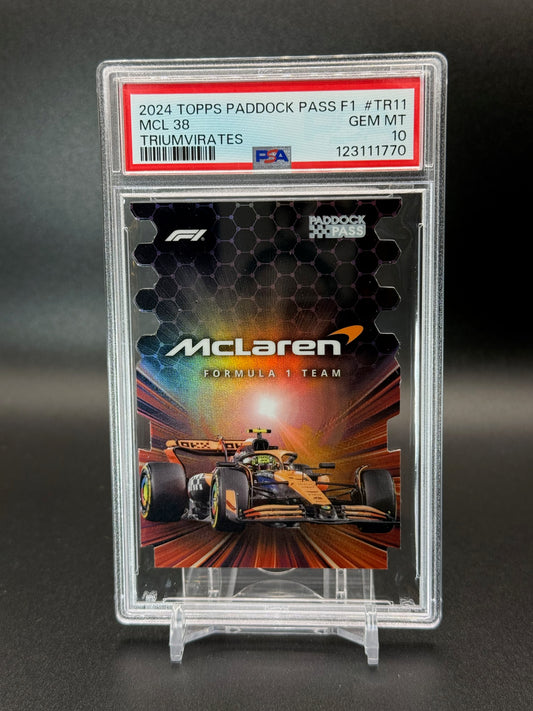 2024 TOPPS PADDOCK PASS F1 #TR11
MCL 38 GEM MT
TRIUMVIRATES 10
PSA 123111770
F1 PADDOCK
PASS
McLaren
FORMULA 1 TEAM
OKX